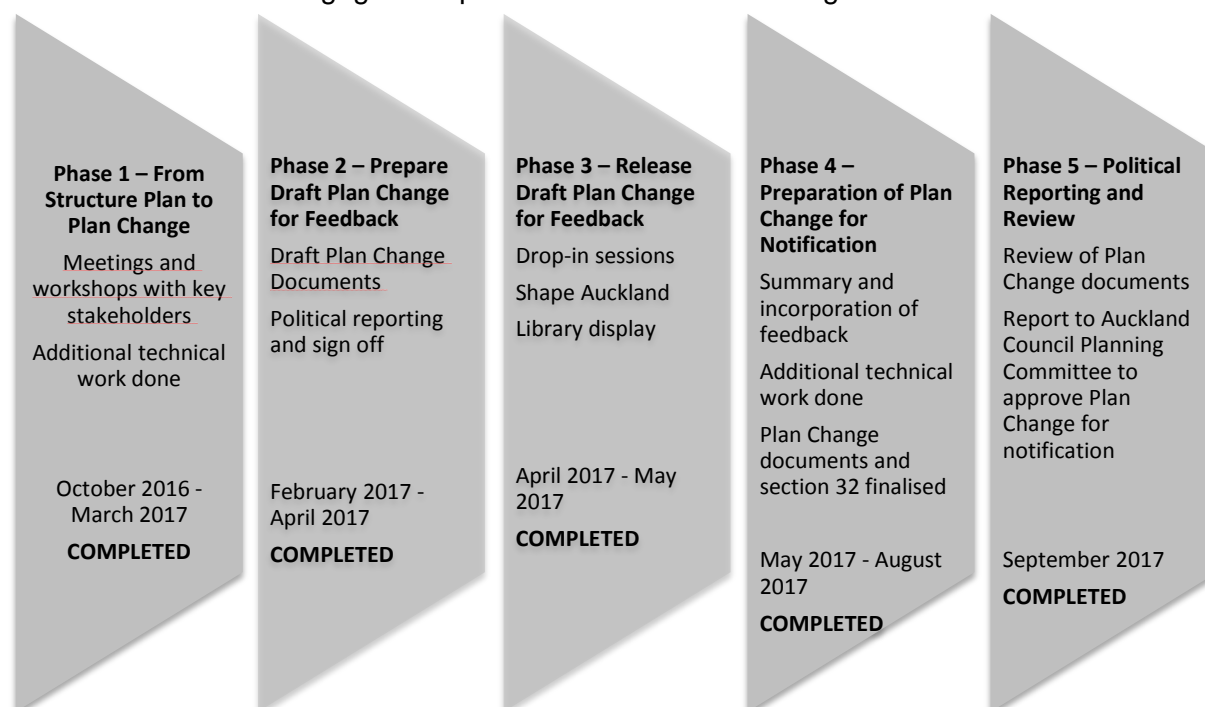 Phase 1 – From
Structure Plan to
Plan Change
Meetings and
workshops with key
stakeholders
Additional technical
work done
October 2016 -
March 2017
COMPLETED
Phase 2 – Prepare
Draft Plan Change
for Feedback
Draft Plan Change
Documents
Political reporting
and sign off
February 2017 -
April 2017
COMPLETED
Phase 3 – Release
Draft Plan Change
for Feedback
Drop-in sessions
Shape Auckland
Library display
April 2017 - May
2017
COMPLETED
Phase 4 –
Preparation of Plan
Change for
Notification
Summary and
incorporation of
feedback
Additional technical
work done
Plan Change
documents and
section 32 finalised
May 2017 - August
2017
COMPLETED
Phase 5 – Political
Reporting and
Review
Review of Plan
Change documents
Report to Auckland
Council Planning
Committee to
approve Plan
Change for
notification
September 2017
COMPLETED